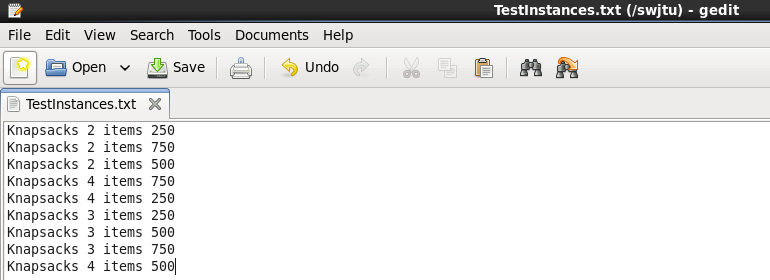 TestInstances.txt (/swjtu) - gedit
File Edit View Search Tools Documents Help
Open Save Undo
TestInstances.txt
Knapsacks 2 items 250
Knapsacks 2 items 750
Knapsacks 2 items 500
Knapsacks 4 items 750
Knapsacks 4 items 250
Knapsacks 3 items 250
Knapsacks 3 items 500
Knapsacks 3 items 750
Knapsacks 4 items 500